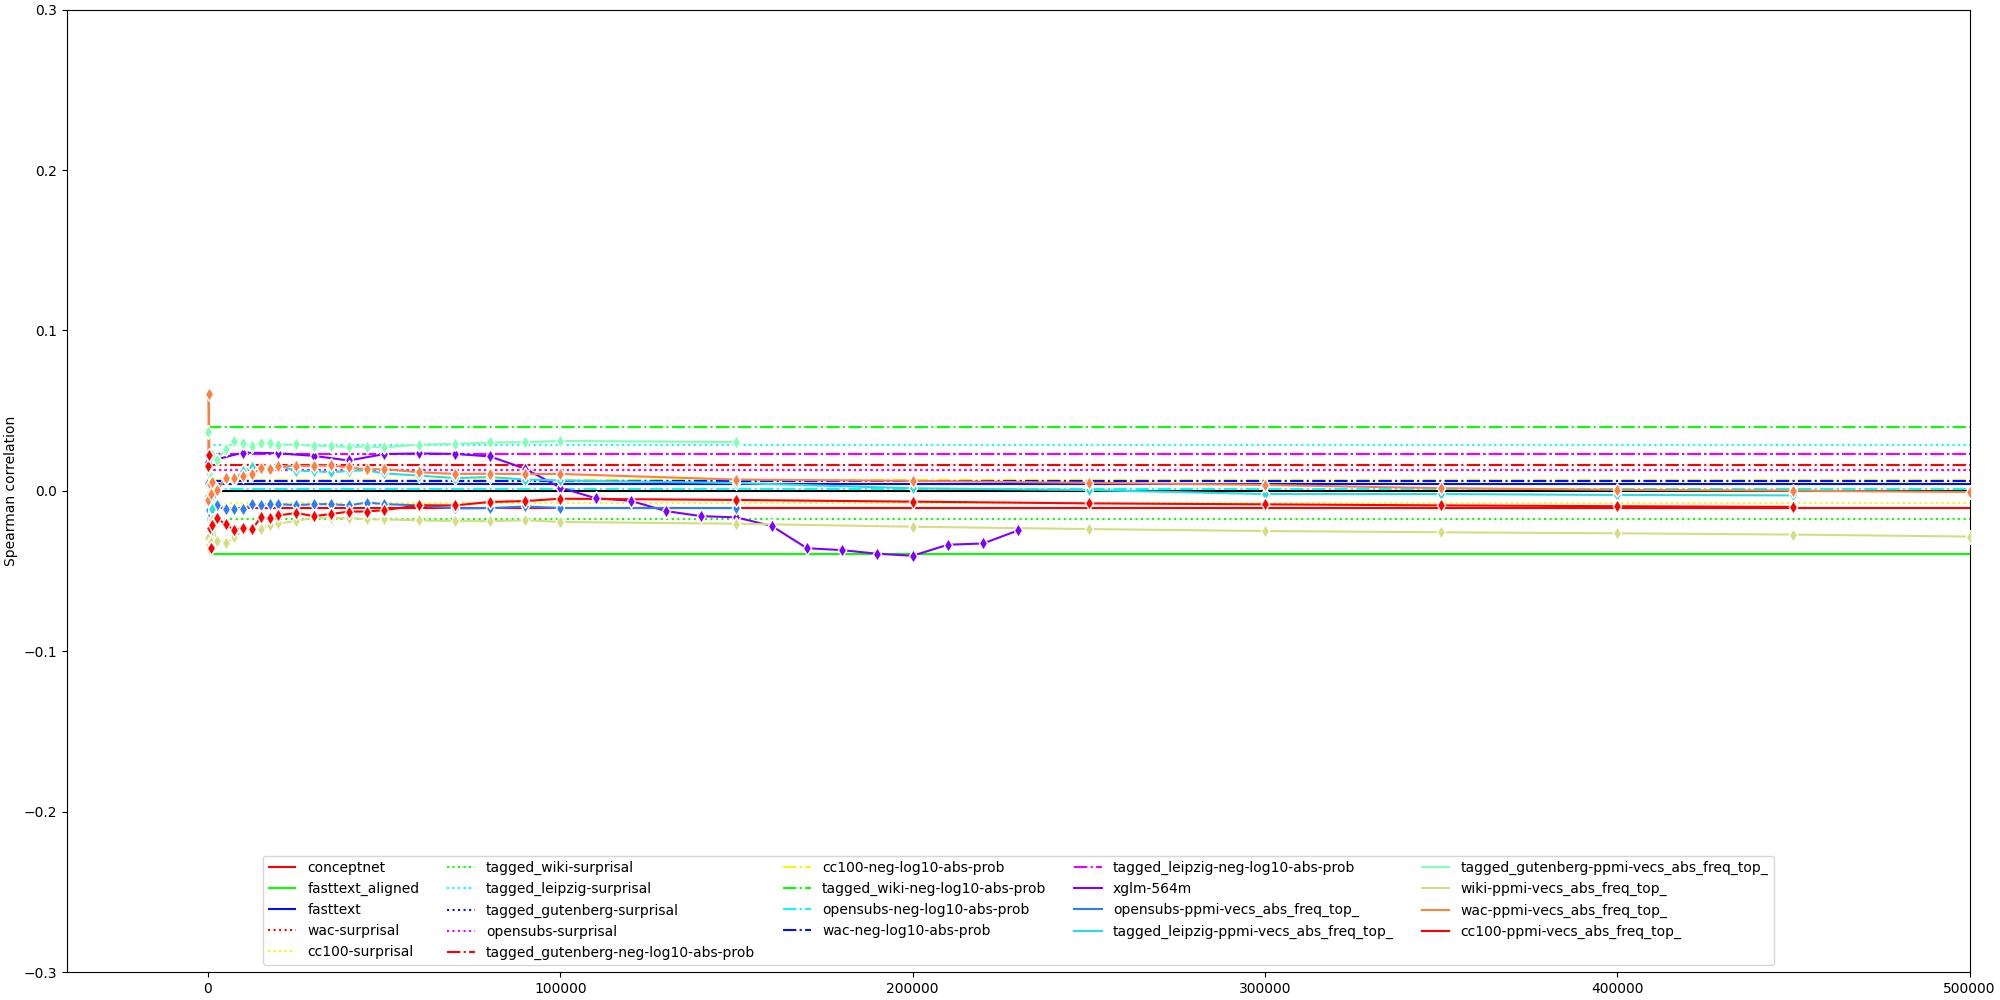 0.3
0.2
0.1
0.0
−0.1
−0.2
−0.3
Spearman correlation
conceptnet
fasttext_aligned
fasttext
wac-surprisal
cc100-surprisal
tagged_wiki-surprisal
tagged_leipzig-surprisal
tagged_gutenberg-surprisal
opensubs-surprisal
tagged_gutenberg-neg-log10-abs-prob
cc100-neg-log10-abs-prob
tagged_wiki-neg-log10-abs-prob
opensubs-neg-log10-abs-prob
wac-neg-log10-abs-prob
tagged_leipzig-neg-log10-abs-prob
xglm-564m
opensubs-ppmi-vecs_abs_freq_top_
tagged_leipzig-ppmi-vecs_abs_freq_top_
tagged_gutenberg-ppmi-vecs_abs_freq_top_
wiki-ppmi-vecs_abs_freq_top_
wac-ppmi-vecs_abs_freq_top_
cc100-ppmi-vecs_abs_freq_top_
0 100000 200000 300000 400000 500000